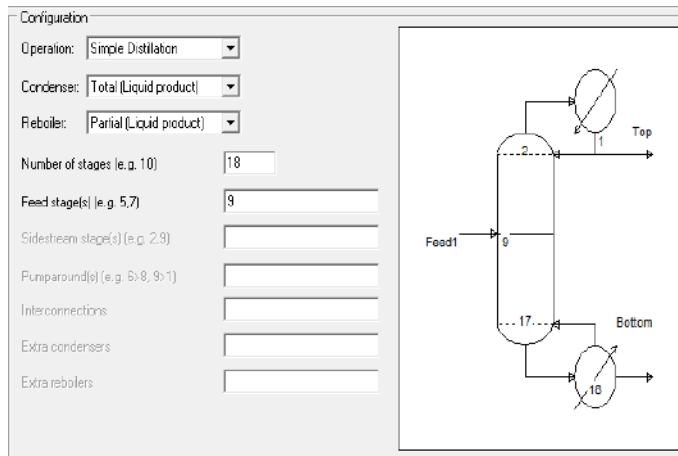 Configuration
Operation: Simple Distillation
Condenser: Total (Liquid product)
Reboiler: Partial (Liquid product)
Number of stages (e.g. 10) 18
Feed stage(s) (e.g. 5,7) 9
Sidestream stage(s) (e.g. 2,9)
Pumparound(s) (e.g. 6>8, 9>1)
Interconnections
Extra condensers
Extra reboilers
Top
1
2
Feed1
9
17
Bottom
18